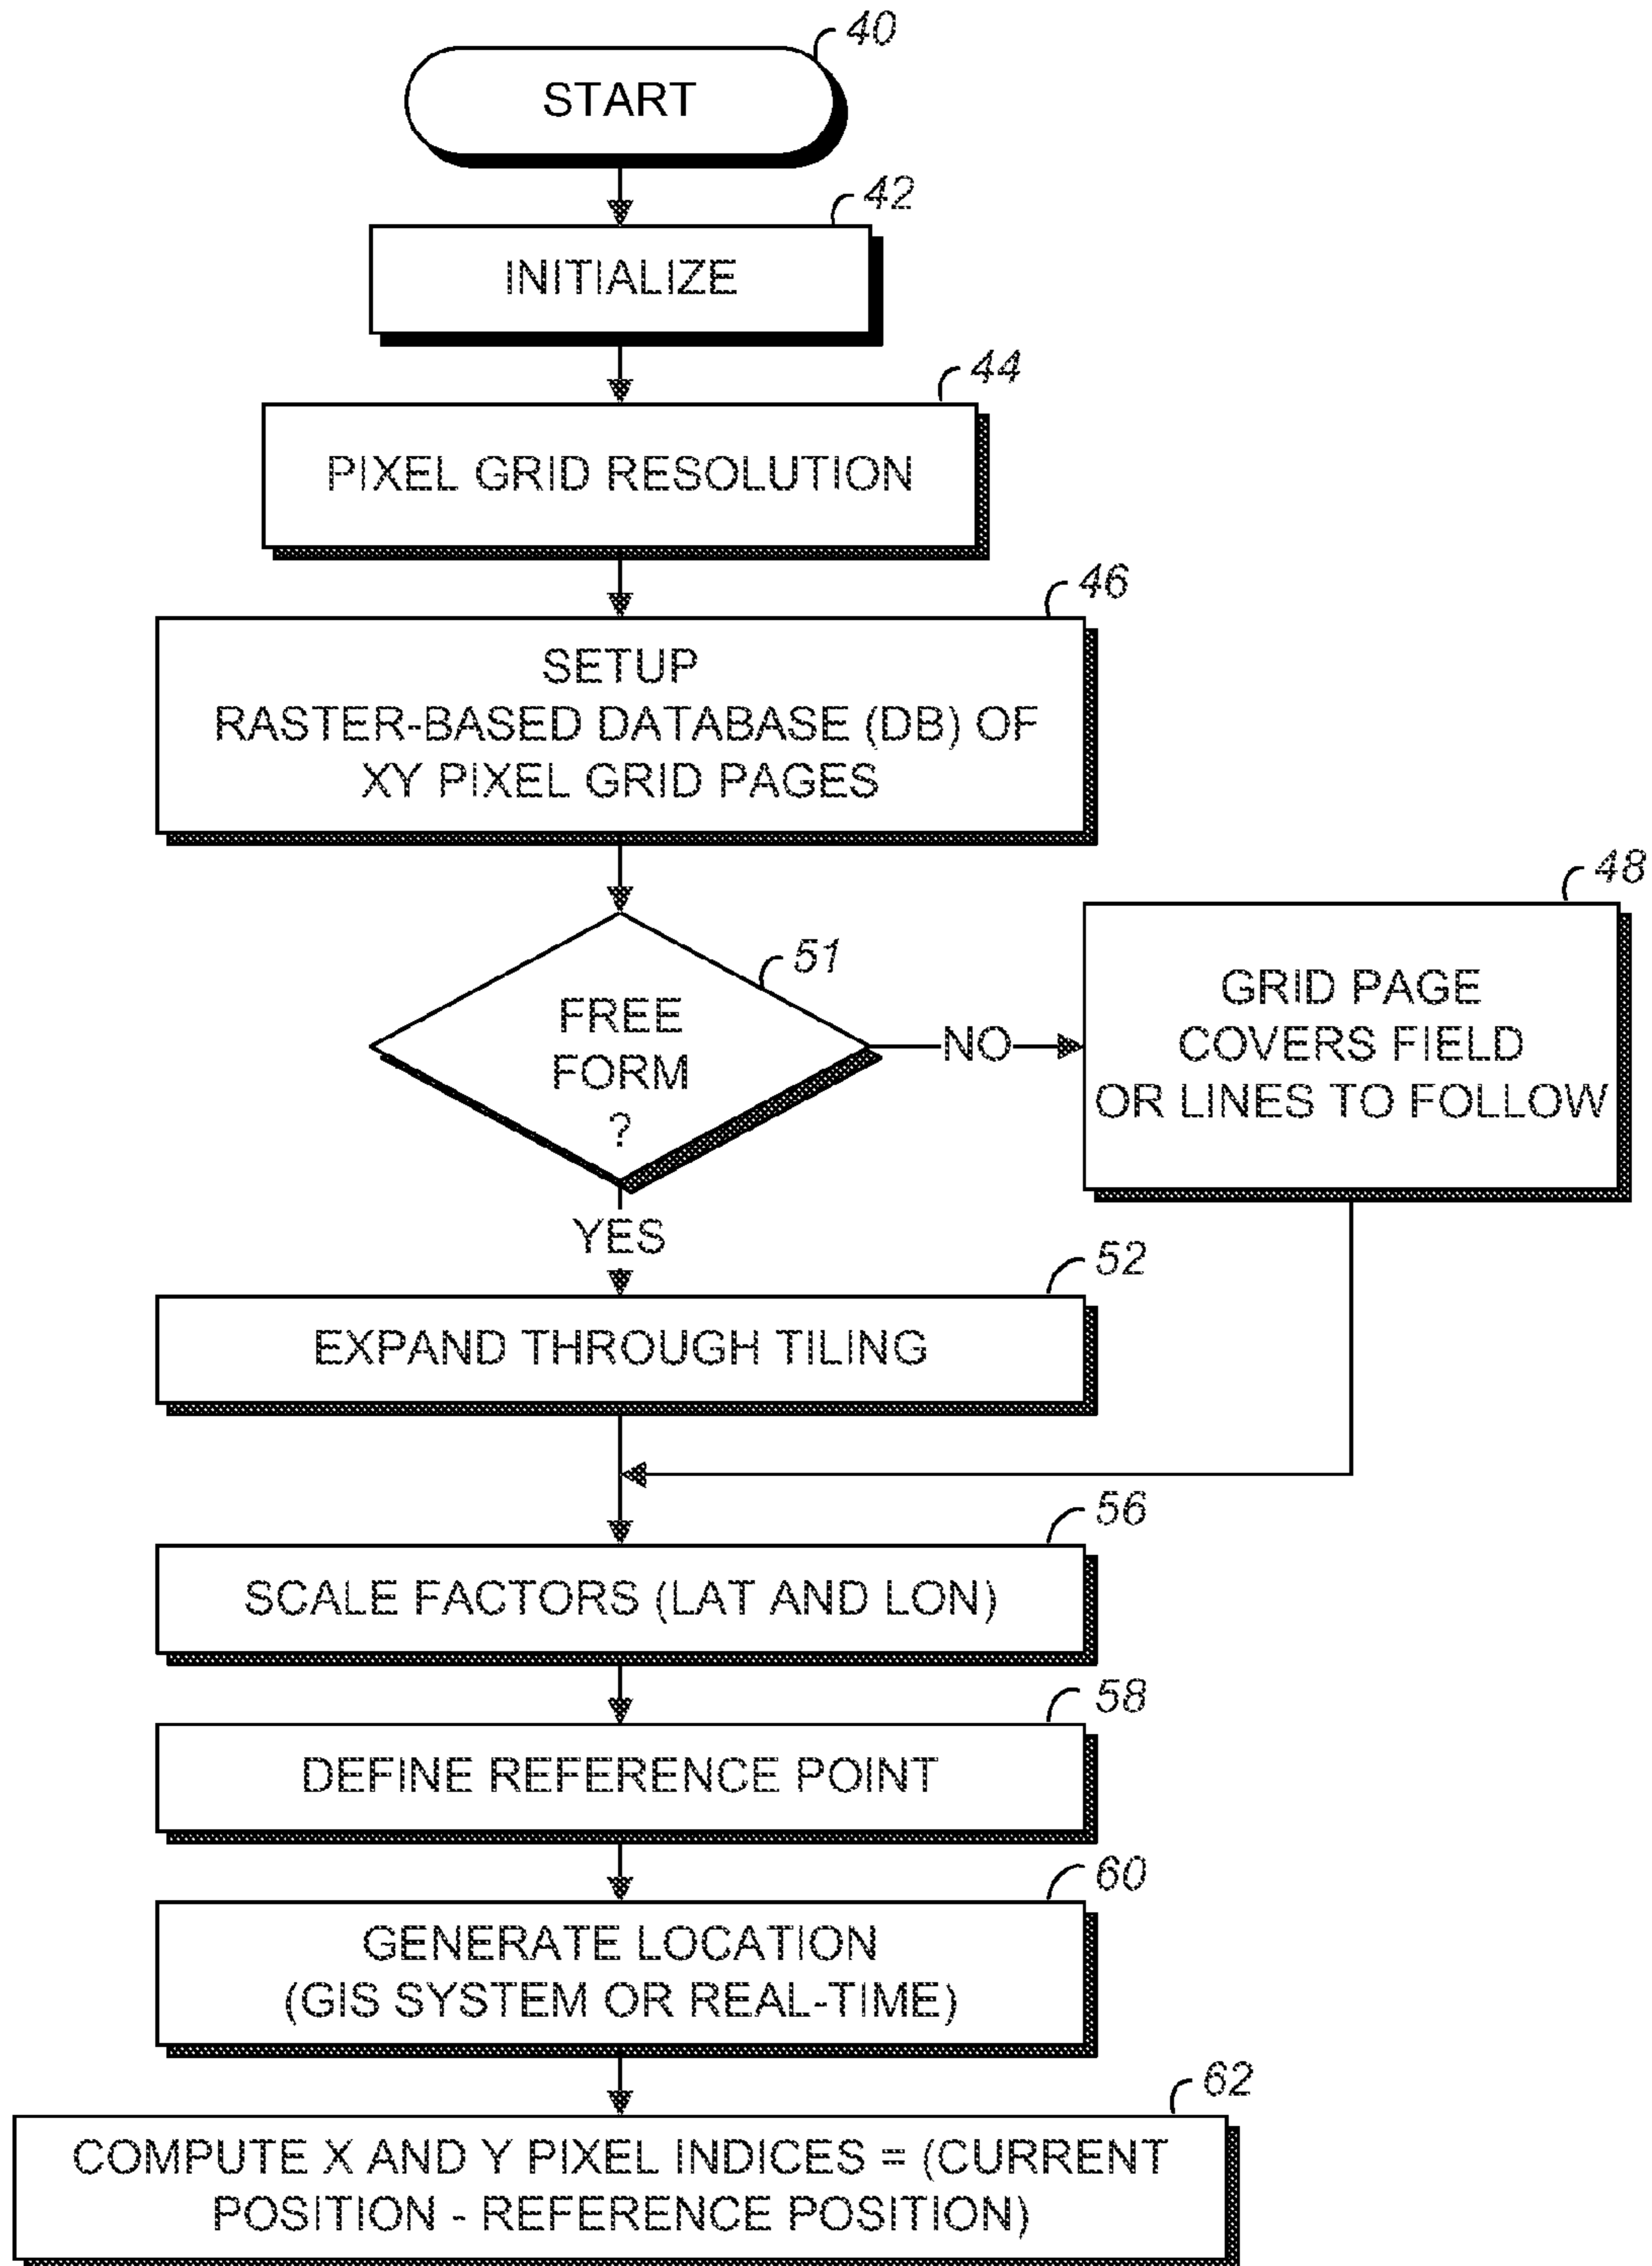 40
START
42
INITIALIZE
44
PIXEL GRID RESOLUTION
46
SETUP
RASTER-BASED DATABASE (DB) OF
XY PIXEL GRID PAGES
51
FREE
FORM
?
NO
48
GRID PAGE
COVERS FIELD
OR LINES TO FOLLOW
YES
52
EXPAND THROUGH TILING
56
SCALE FACTORS (LAT AND LON)
58
DEFINE REFERENCE POINT
60
GENERATE LOCATION
(GIS SYSTEM OR REAL-TIME)
62
COMPUTE X AND Y PIXEL INDICES = (CURRENT
POSITION - REFERENCE POSITION)